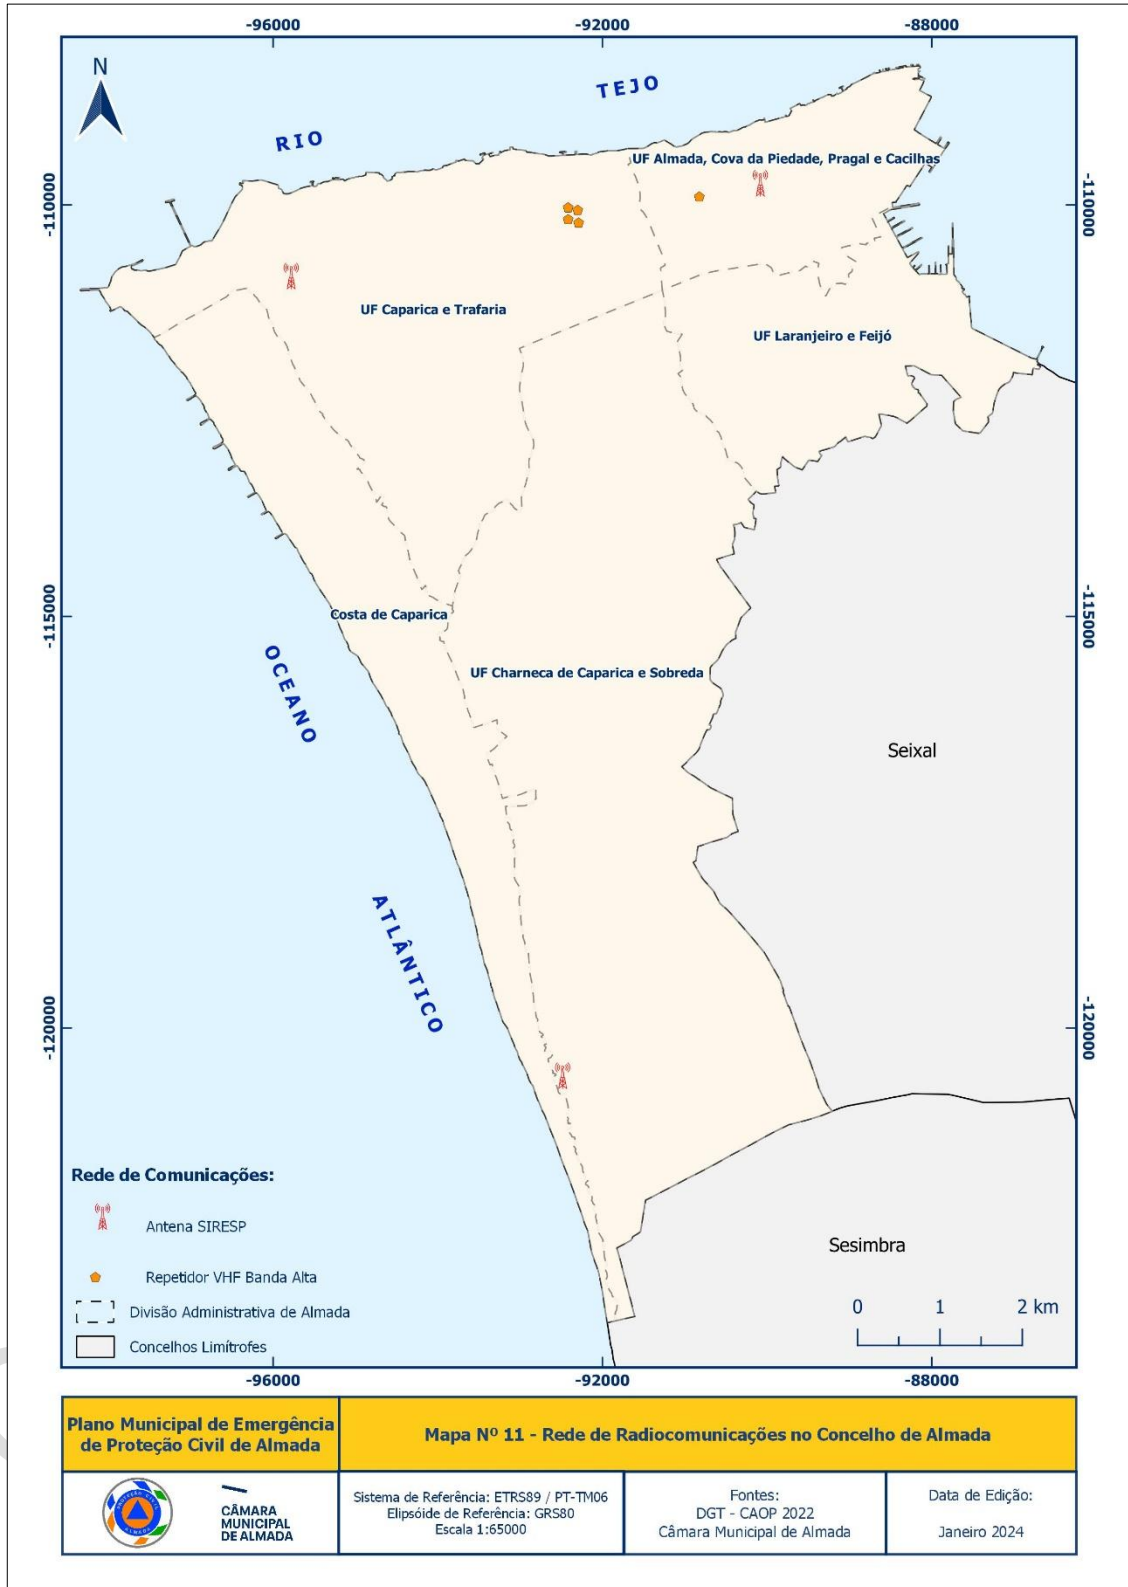 -96000
-92000
-88000
N
TEJO
RIO
UF Almada, Cova da Piedade, Pragal e Cacilhas
-110000
-110000
UF Caparica e Trafaria
UF Laranjeiro e Feijó
Costa de Caparica
-115000
-115000
UF Charneca de Caparica e Sobreda
OCEANO
Seixal
ATLÂNTICO
-120000
-120000
Rede de Comunicações:
Antena SIRESP
Sesimbra
Repetidor VHF Banda Alta
Divisão Administrativa de Almada
0 1 2 km
Concelhos Limítrofes
-96000
-92000
-88000
Plano Municipal de Emergência
de Proteção Civil de Almada
Mapa Nº 11 - Rede de Radiocomunicações no Concelho de Almada
PROTEÇÃO CIVIL
ALMADA
CÂMARA
MUNICIPAL
DE ALMADA
Sistema de Referência: ETRS89 / PT-TM06
Elipsóide de Referência: GRS80
Escala 1:65000
Fontes:
DGT - CAOP 2022
Câmara Municipal de Almada
Data de Edição:
Janeiro 2024